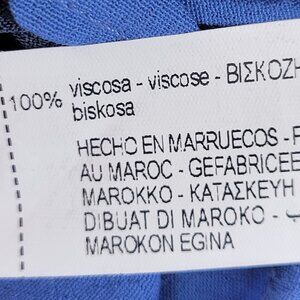 100% viscosa - viscose - ΒΙΣΚΟΖΗ
biskosa
HECHO EN MARRUECOS - F
AU MAROC - GEFABRICEE
MAROKKO - ΚΑΤΑΣΚΕΥΗ
DIBUAT DI MAROKO -
MAROKON EGINA